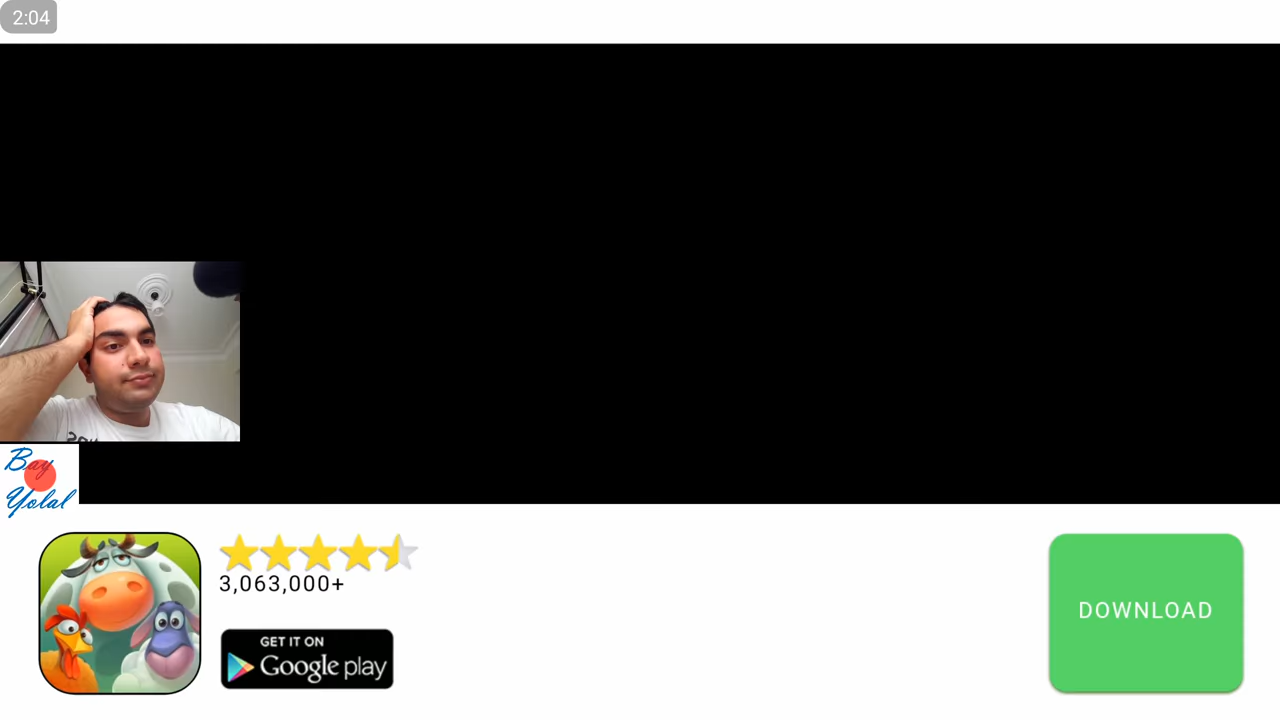 2:04
Bay
Yolal
3,063,000+
GET IT ON
Google play
DOWNLOAD